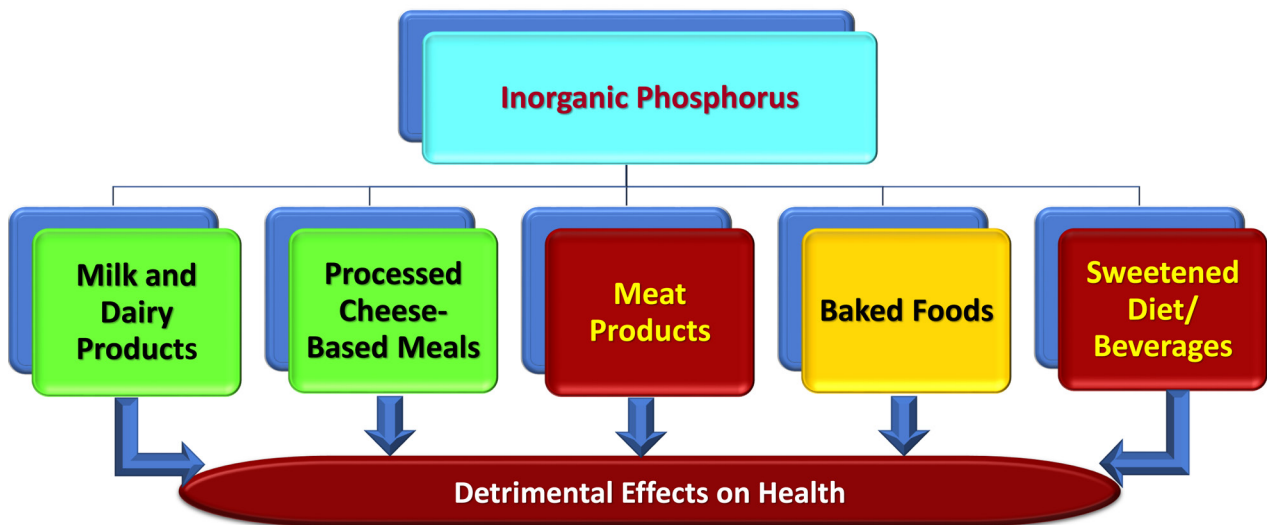 Inorganic Phosphorus
Milk and
Dairy
Products
Processed
Cheese-
Based Meals
Meat
Products
Baked Foods
Sweetened
Diet/
Beverages
Detrimental Effects on Health